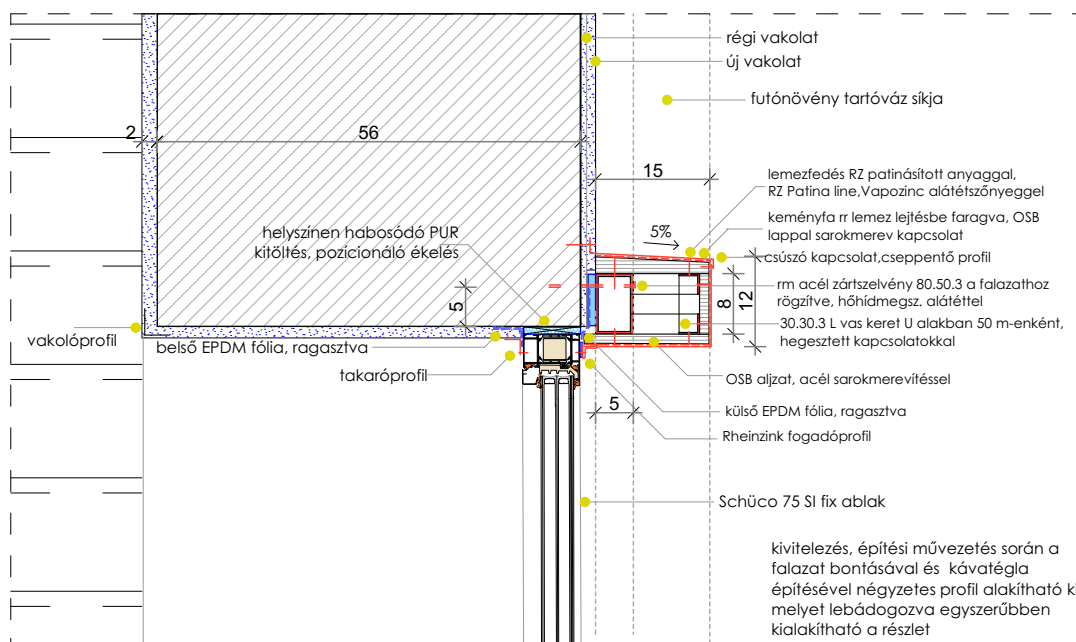 régi vakolat
új vakolat
futónövény tartóváz síkja
2
56
15
lemezfedés RZ patinásított anyaggal,
RZ Patina line,Vapozinc alátétszőnyeggel
keményfa rr lemez lejtésbe faragva, OSB
lappal sarokmerev kapcsolat
5%
csúszó kapcsolat,cseppentő profil
helyszínen habosódó PUR
kitöltés, pozícionáló ékelés
rm acél zártszelvény 80.50.3 a falazathoz
rögzítve, hőhídmegsz. alátéttel
5
8
12
30.30.3 L vas keret U alakban 50 m-enként,
hegesztett kapcsolatokkal
vakolóprofil
belső EPDM fólia, ragasztva
takaróprofil
OSB aljzat, acél sarokmerevítéssel
5
külső EPDM fólia, ragasztva
Rheinzink fogadóprofil
Schüco 75 SI fix ablak
kivitelezés, építési művezetés során a
falazat bontásával és kávatégla
építésével négyzetes profil alakítható ki
melyet lebádogozva egyszerűbben
kialakítható a részlet